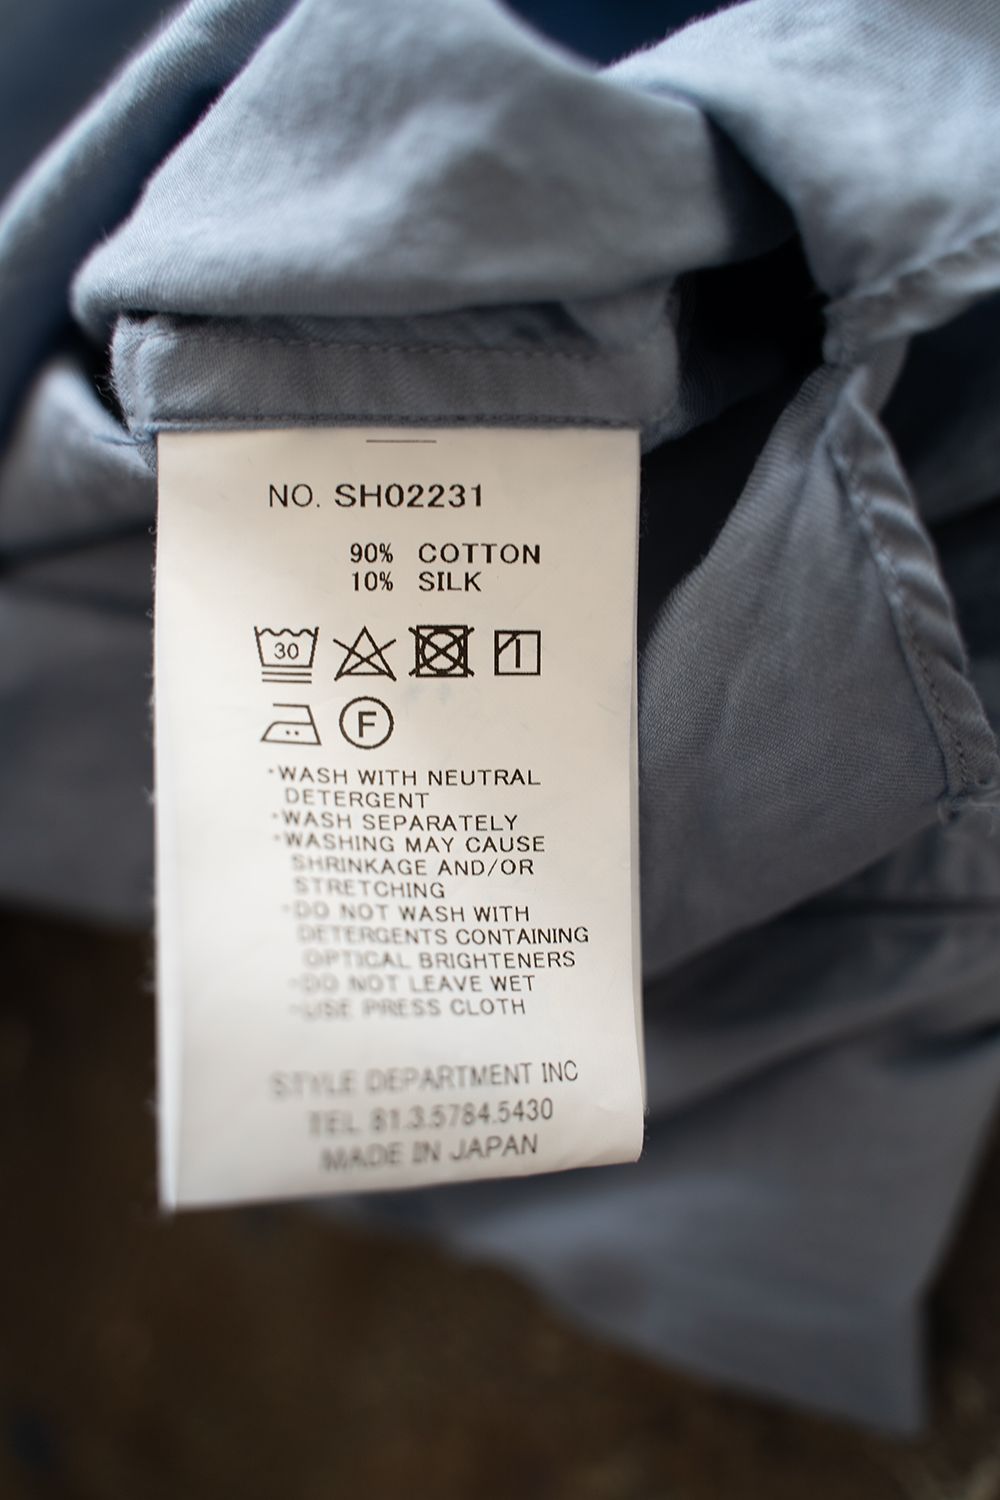 NO. SH02231
90% COTTON
10% SILK
30
F
・WASH WITH NEUTRAL
DETERGENT
・WASH SEPARATELY
・WASHING MAY CAUSE
SHRINKAGE AND/OR
STRETCHING
・DO NOT WASH WITH
DETERGENTS CONTAINING
OPTICAL BRIGHTENERS
・DO NOT LEAVE WET
・USE PRESS CLOTH
STYLE DEPARTMENT INC
TEL 81.3.5784.5430
MADE IN JAPAN